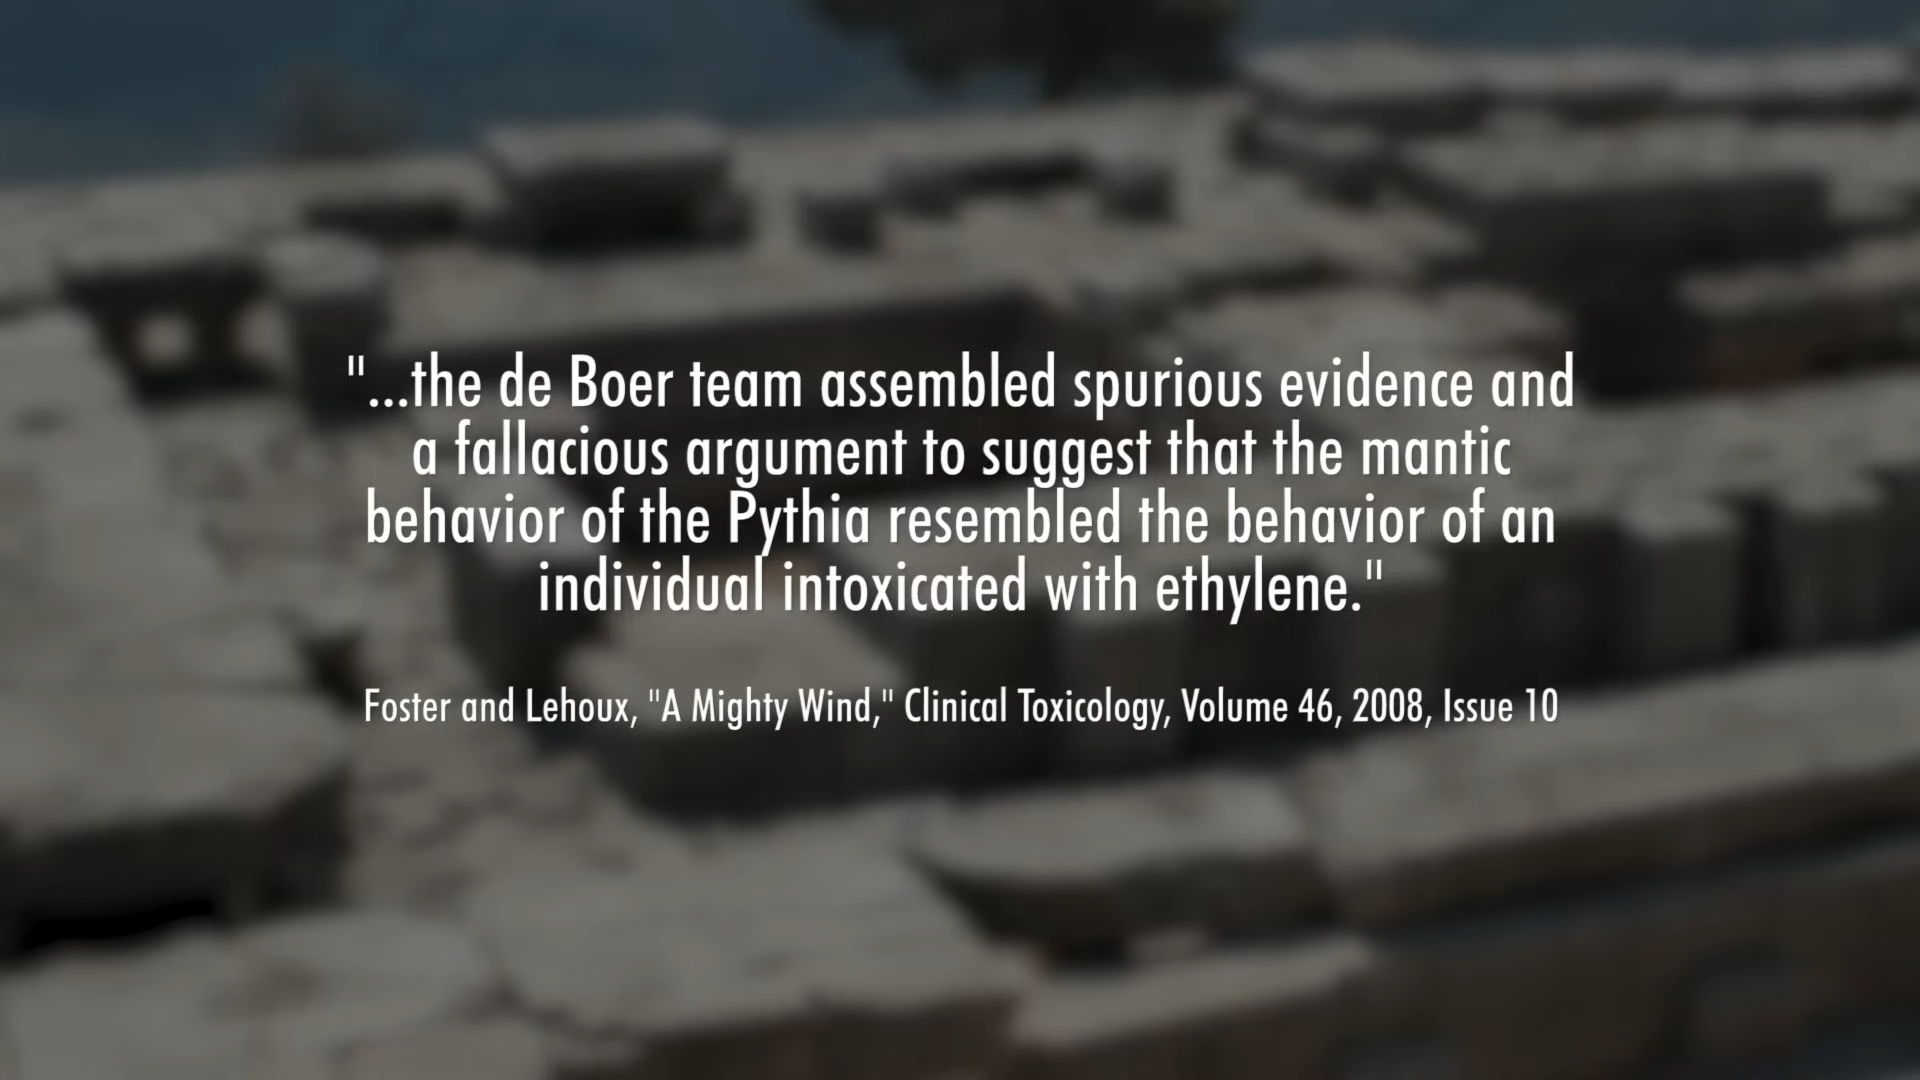 "...the de Boer team assembled spurious evidence and
a fallacious argument to suggest that the mantic
behavior of the Pythia resembled the behavior of an
individual intoxicated with ethylene."
Foster and Lehoux, "A Mighty Wind," Clinical Toxicology, Volume 46, 2008, Issue 10